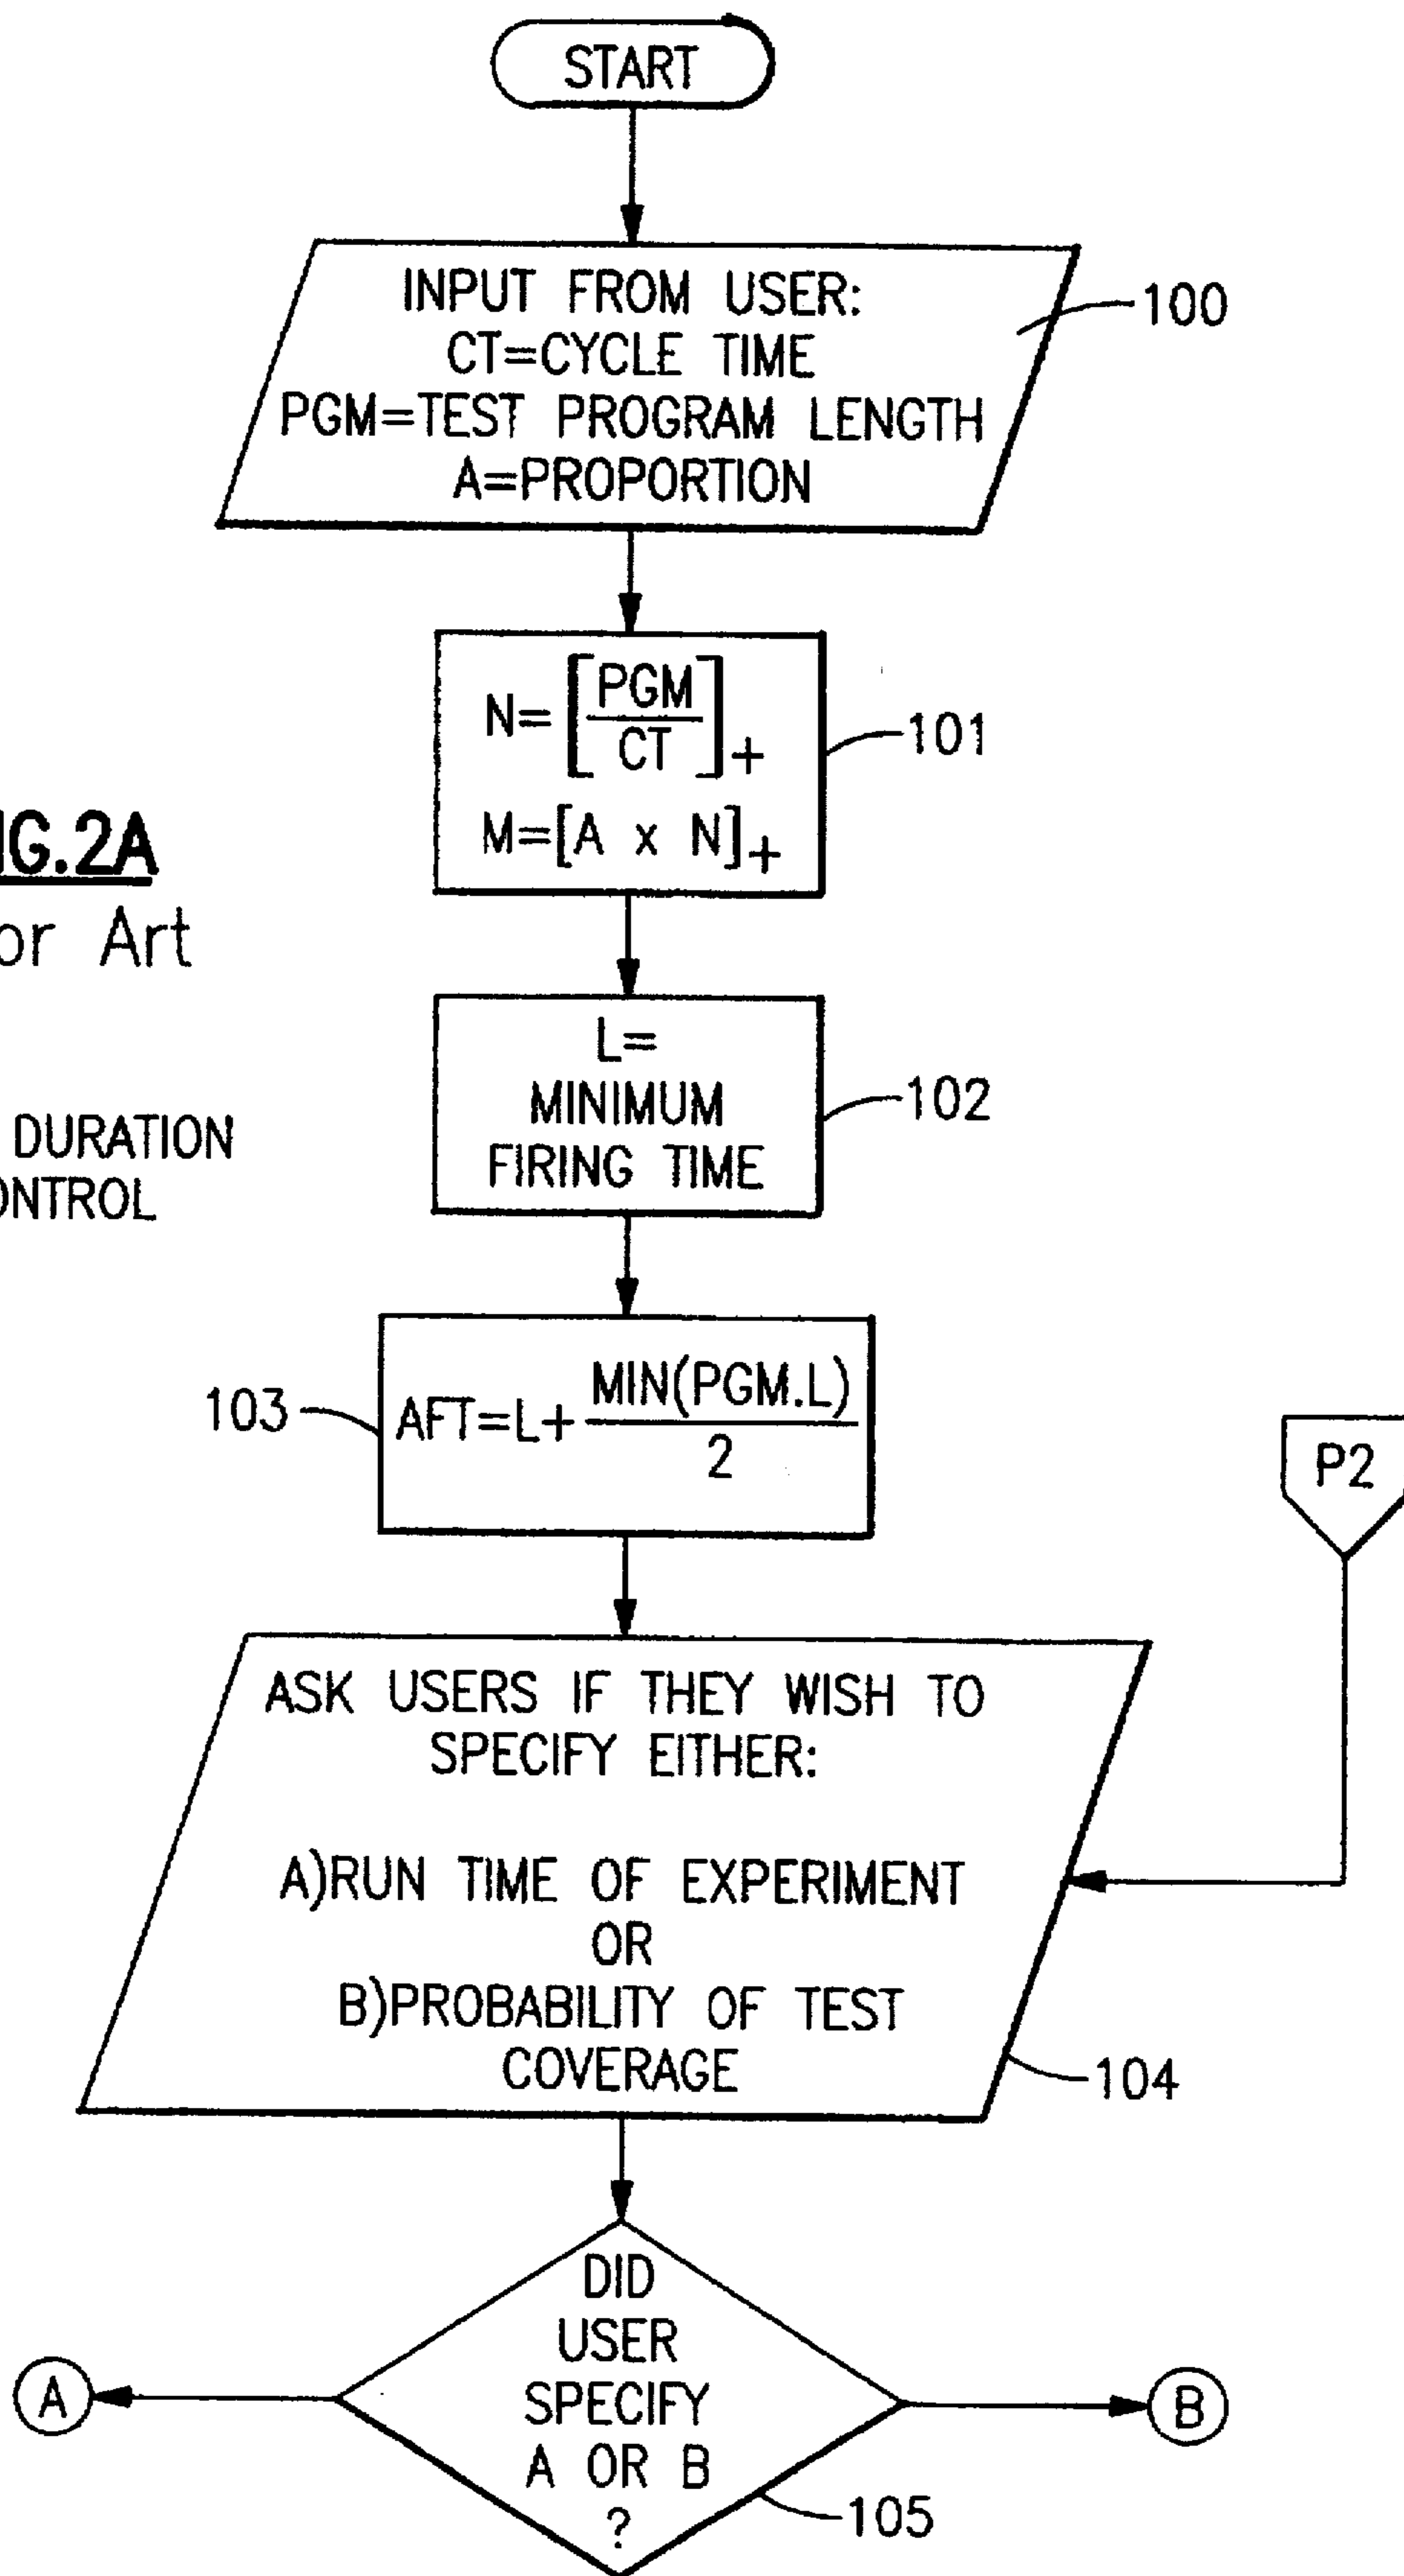 START
INPUT FROM USER:
CT=CYCLE TIME
PGM=TEST PROGRAM LENGTH
A=PROPORTION
100
N=[PGM/CT]+
M=[A x N]+
101
IG.2A
or Art
L=
MINIMUM
FIRING TIME
102
DURATION
ONTROL
103
AFT=L+ MIN(PGM.L)/2
P2
ASK USERS IF THEY WISH TO
SPECIFY EITHER:
A)RUN TIME OF EXPERIMENT
OR
B)PROBABILITY OF TEST
COVERAGE
104
DID
USER
SPECIFY
A OR B
?
A
B
105